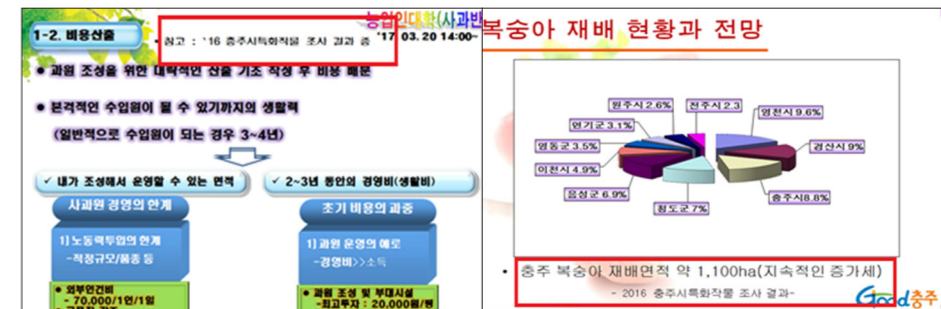 농업인대학(사과반
1-2. 비용산출
참고 : '16 충주시특화작물 조사 결과 중
'17. 03. 20 14:00~
• 과원 조성을 위한 대략적인 산출 기초 작성 후 비용 배분
• 본격적인 수입원이 될 수 있기까지의 생활력
(일반적으로 수입원이 되는 경우 3~4년)
✓ 내가 조성해서 운영할 수 있는 면적
✓ 2~3년 동안의 경영비(생활비)
사과원 경영의 한계
초기 비용의 과중
1] 노동력투입의 한계
-적정규모/품종 등
1] 과원 운영의 애로
-경영비>>소득
• 외부인건비
- 70,000/1인/1일
• 과원 조성 및 부대시설
-최고투자 : 20,000원/평
복숭아 재배 현황과 전망
원주시 2.6%
전주시 2.3
연기군 3.1%
영천시 9.6%
영동군 3.5%
경산시 9%
이천시 4.9%
음성군 6.9%
청도군 7%
충주시8.8%
• 충주 복숭아 재배면적 약 1,100ha(지속적인 증가세)
- 2016 충주시특화작물 조사 결과-
Good충주